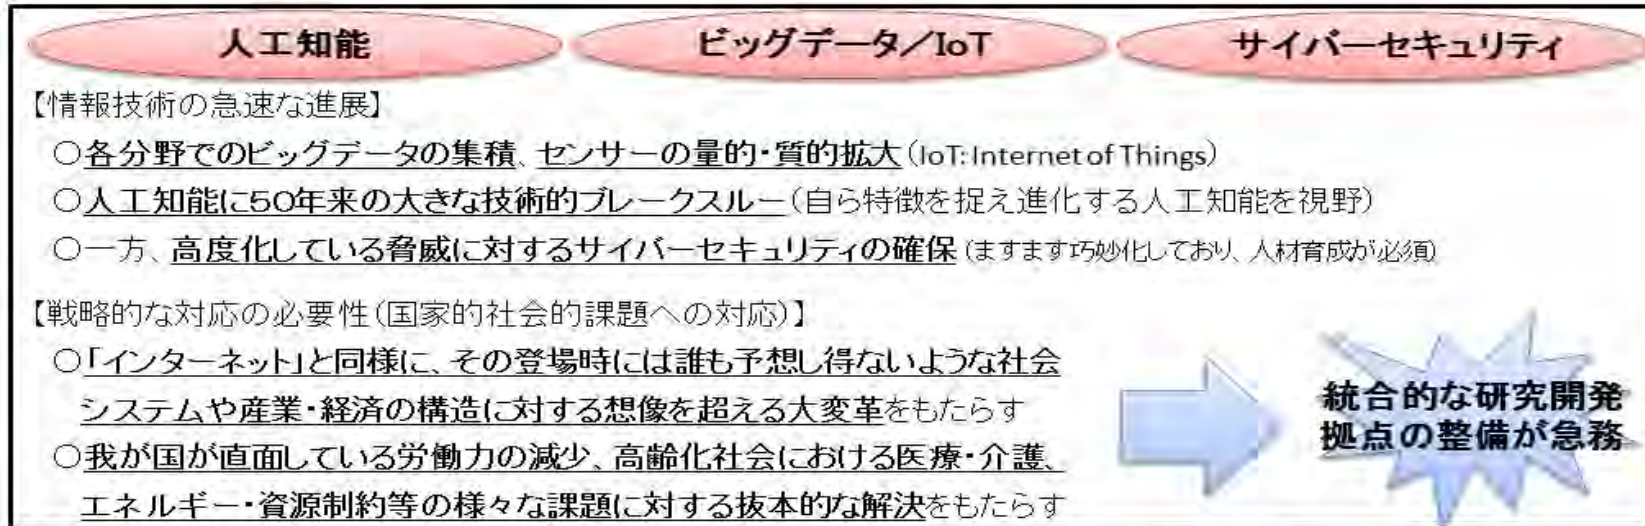 人工知能
ビッグデータ/IoT
サイバーセキュリティ
【情報技術の急速な進展】
○各分野でのビッグデータの集積、センサーの量的・質的拡大(IoT:Internet of Things)
○人工知能に50年来の大きな技術的ブレークスルー(自ら特徴を捉え進化する人工知能を視野)
○一方、高度化している脅威に対するサイバーセキュリティの確保(ますます巧妙化しており、人材育成が必須)
【戦略的な対応の必要性(国家的社会的課題への対応)】
○「インターネット」と同様に、その登場時には誰も予想し得ないような社会
システムや産業・経済の構造に対する想像を超える大変革をもたらす
○我が国が直面している労働力の減少、高齢化社会における医療・介護、
エネルギー・資源制約等の様々な課題に対する抜本的な解決をもたらす
統合的な研究開発
拠点の整備が急務